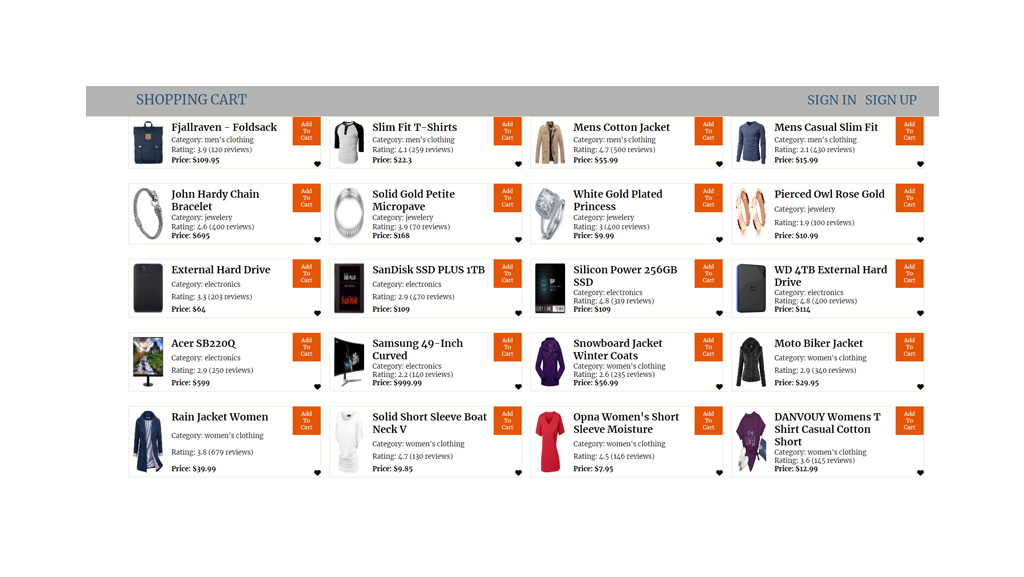 SHOPPING CART
SIGN IN SIGN UP
Fjallraven - Foldsack
Category: men's clothing
Rating: 3.9 (120 reviews)
Price: $109.95
Add
To
Cart
Slim Fit T-Shirts
Category: men's clothing
Rating: 4.1 (259 reviews)
Price: $22.3
Add
To
Cart
Mens Cotton Jacket
Category: men's clothing
Rating: 4.7 (500 reviews)
Price: $55.99
Add
To
Cart
Mens Casual Slim Fit
Category: men's clothing
Rating: 2.1 (430 reviews)
Price: $15.99
Add
To
Cart
John Hardy Chain
Bracelet
Category: jewelery
Rating: 4.6 (400 reviews)
Price: $695
Add
To
Cart
Solid Gold Petite
Micropave
Category: jewelery
Rating: 3.9 (70 reviews)
Price: $168
Add
To
Cart
White Gold Plated
Princess
Category: jewelery
Rating: 3 (400 reviews)
Price: $9.99
Add
To
Cart
Pierced Owl Rose Gold
Category: jewelery
Rating: 1.9 (100 reviews)
Price: $10.99
Add
To
Cart
External Hard Drive
Category: electronics
Rating: 3.3 (203 reviews)
Price: $64
Add
To
Cart
SanDisk
SanDisk SSD PLUS 1TB
Category: electronics
Rating: 2.9 (470 reviews)
Price: $109
Add
To
Cart
Silicon Power 256GB
SSD
Category: electronics
Rating: 4.8 (319 reviews)
Price: $109
Add
To
Cart
WD 4TB External Hard
Drive
Category: electronics
Rating: 4.8 (400 reviews)
Price: $114
Add
To
Cart
Acer SB220Q
Category: electronics
Rating: 2.9 (250 reviews)
Price: $599
Add
To
Cart
Samsung 49-Inch
Curved
Category: electronics
Rating: 2.2 (140 reviews)
Price: $999.99
Add
To
Cart
Snowboard Jacket
Winter Coats
Category: women's clothing
Rating: 2.6 (235 reviews)
Price: $56.99
Add
To
Cart
Moto Biker Jacket
Category: women's clothing
Rating: 2.9 (340 reviews)
Price: $29.95
Add
To
Cart
Rain Jacket Women
Category: women's clothing
Rating: 3.8 (679 reviews)
Price: $39.99
Add
To
Cart
Solid Short Sleeve Boat
Neck V
Category: women's clothing
Rating: 4.7 (130 reviews)
Price: $9.85
Add
To
Cart
Opna Women's Short
Sleeve Moisture
Category: women's clothing
Rating: 4.5 (146 reviews)
Price: $7.95
Add
To
Cart
DANVOUY Womens T
Shirt Casual Cotton
Short
Category: women's clothing
Rating: 3.6 (145 reviews)
Price: $12.99
Add
To
Cart